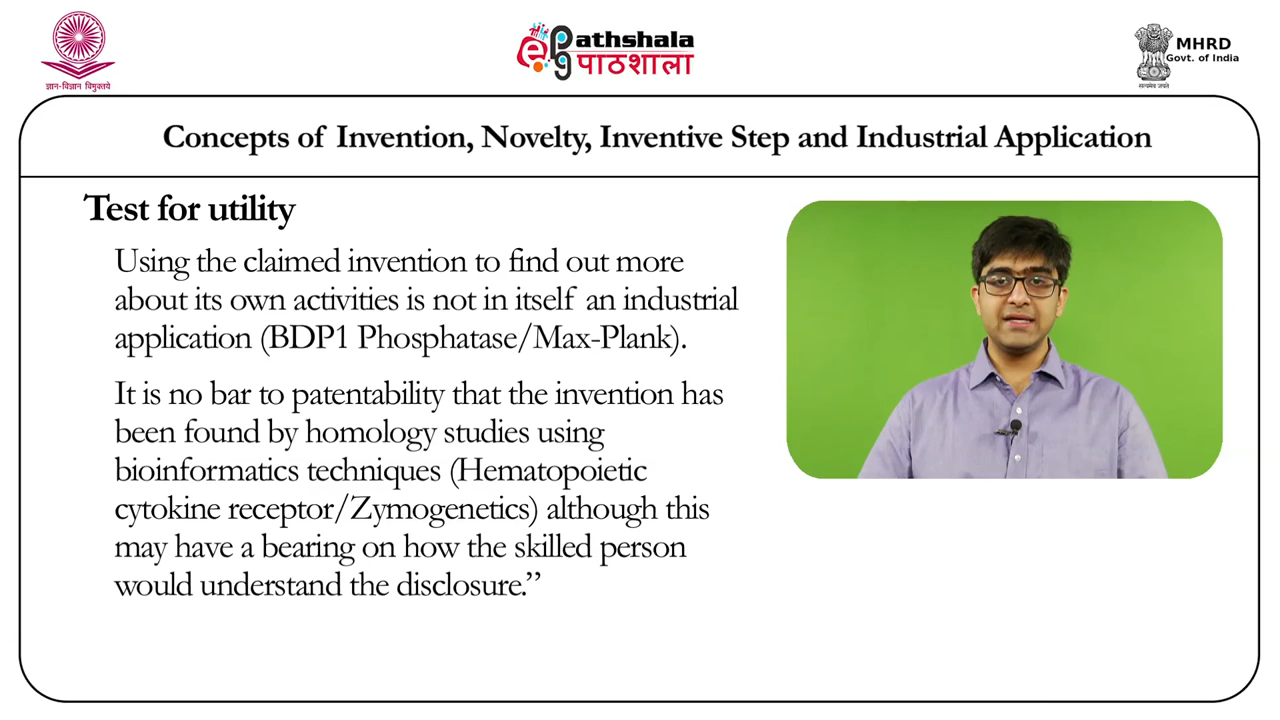 ज्ञान-विज्ञान विमुक्तये
epg Pathshala
पाठशाला
MHRD
Govt. of India
सत्यमेव जयते
Concepts of Invention, Novelty, Inventive Step and Industrial Application
Test for utility
Using the claimed invention to find out more
about its own activities is not in itself an industrial
application (BDP1 Phosphatase/Max-Plank).
It is no bar to patentability that the invention has
been found by homology studies using
bioinformatics techniques (Hematopoietic
cytokine receptor/Zymogenetics) although this
may have a bearing on how the skilled person
would understand the disclosure.”